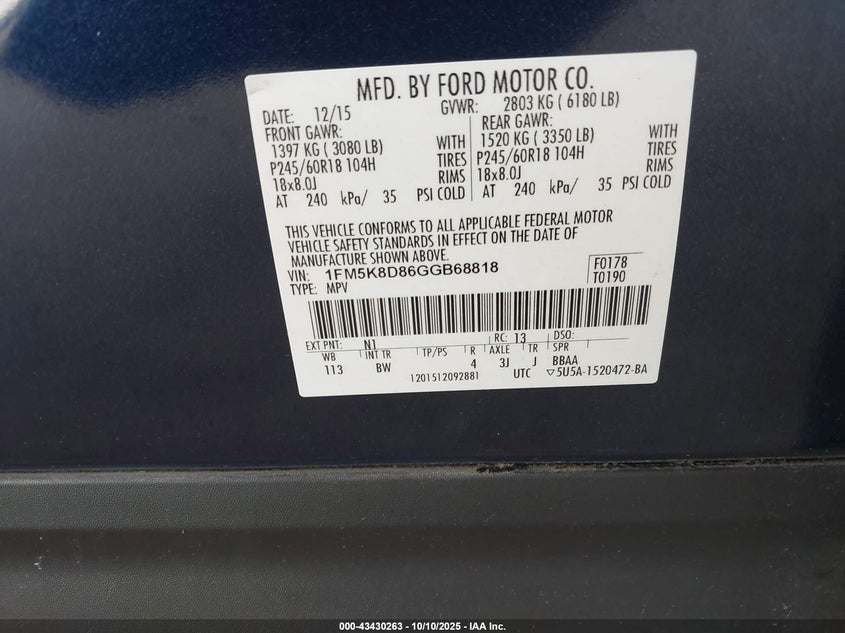 MFD. BY FORD MOTOR CO.
DATE: 12/15 GVWR: 2803 KG ( 6180 LB)
FRONT GAWR: REAR GAWR:
1397 KG ( 3080 LB) WITH 1520 KG ( 3350 LB) WITH
P245/60R18 104H TIRES P245/60R18 104H TIRES
18x8.0J RIMS 18x8.0J RIMS
AT 240 kPa/ 35 PSI COLD AT 240 kPa/ 35 PSI COLD
THIS VEHICLE CONFORMS TO ALL APPLICABLE FEDERAL MOTOR
VEHICLE SAFETY STANDARDS IN EFFECT ON THE DATE OF
MANUFACTURE SHOWN ABOVE.
VIN: 1FM5K8D86GGB68818 F0178
TYPE: MPV T0190
EXT PNT: N1 RC: 13 DSO:
WB INT TR TP/PS R AXLE TR SPR
113 BW 4 3J J BBAA
1201512092881 UTC ▽5U5A-1520472-BA
000-43430263 - 10/10/2025 - IAA Inc.